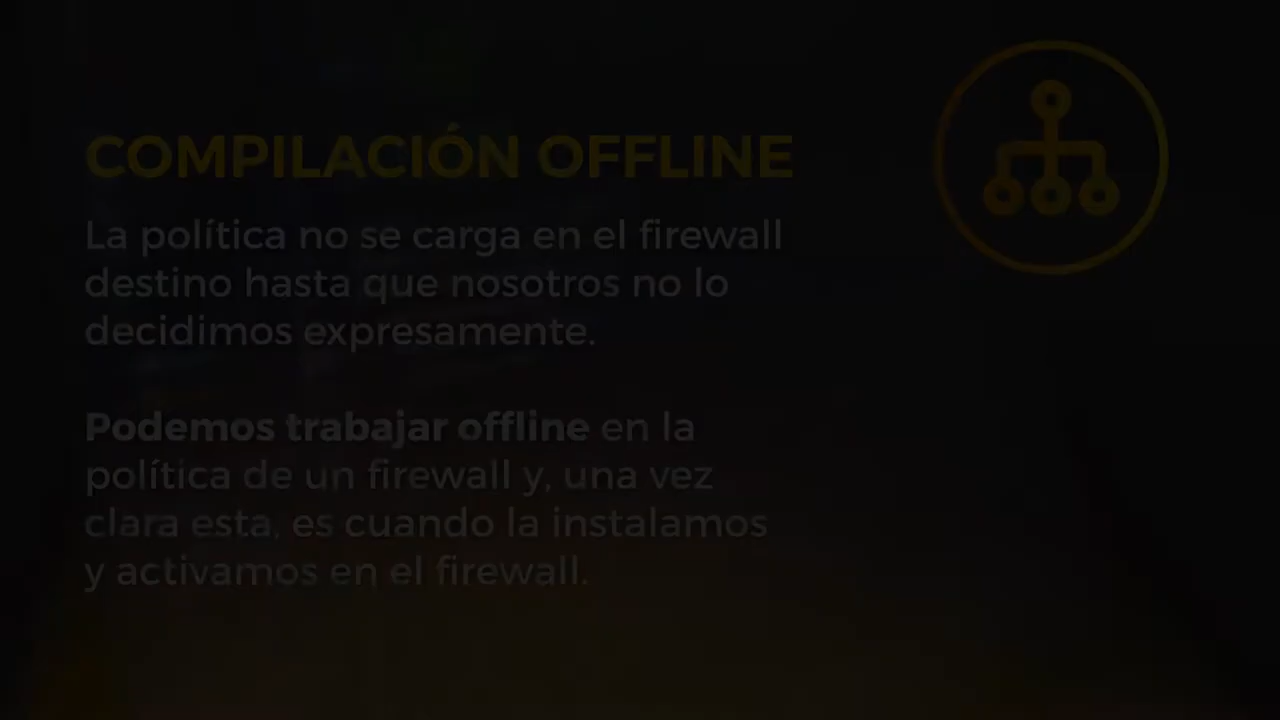 COMPILACIÓN OFFLINE
La política no se carga en el firewall
destino hasta que nosotros no lo
decidimos expresamente.
Podemos trabajar offline en la
política de un firewall y, una vez
clara esta, es cuando la instalamos
y activamos en el firewall.